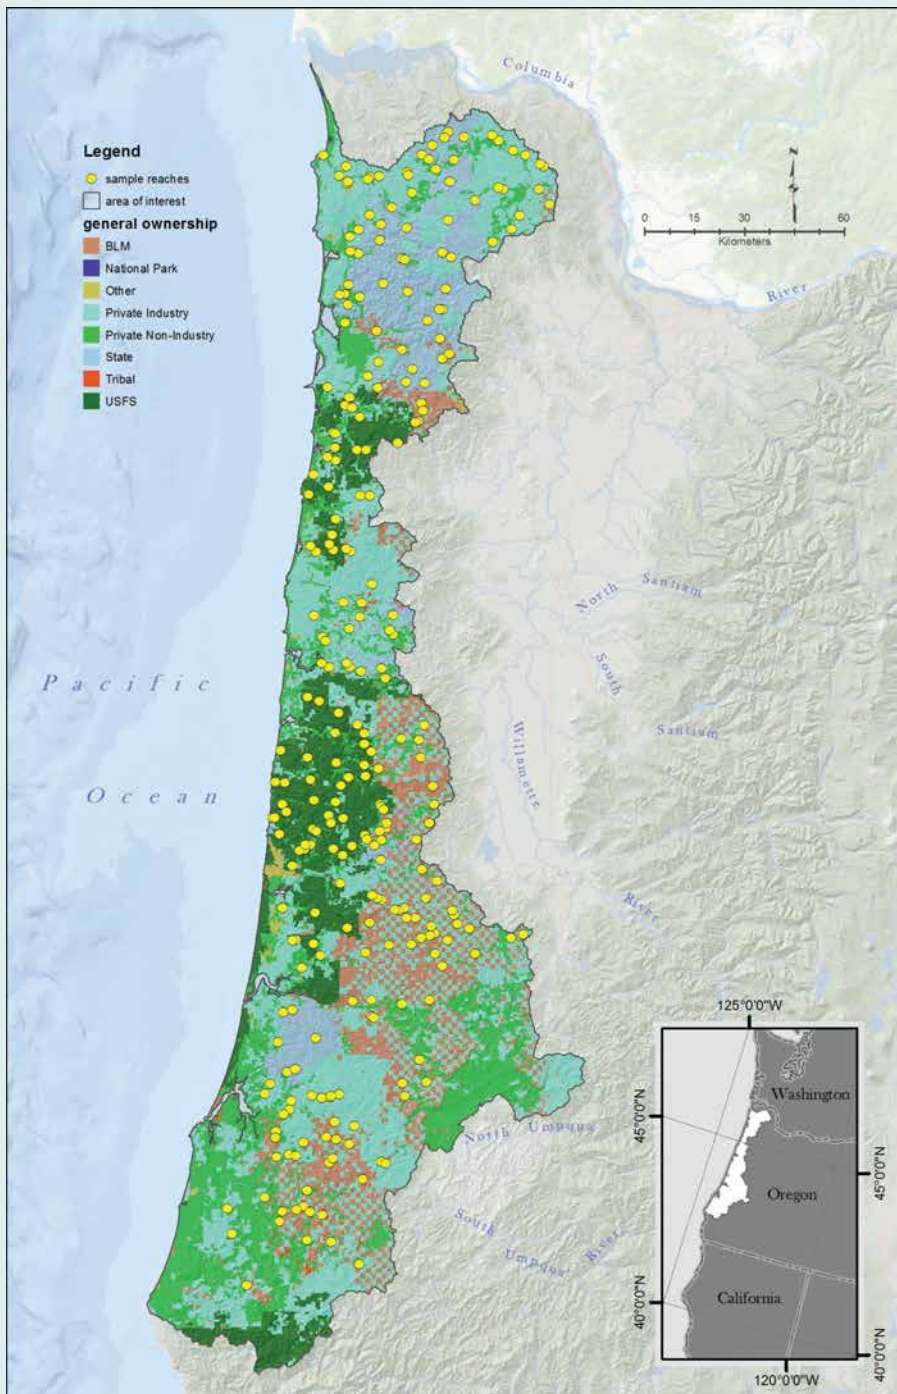 Columbia
Legend
sample reaches
area of interest
general ownership
BLM
National Park
Other
Private Industry
Private Non-Industry
State
Tribal
USFS
N
0 15 30 60
Kilometers
River
North Santiam
South Santiam
Pacific
Ocean
Willamette
River
North Umpqua
South Umpqua River
125°0'0"W
Washington
45°0'0"N
45°0'0"N
Oregon
California
40°0'0"N
40°0'0"N
120°0'0"W